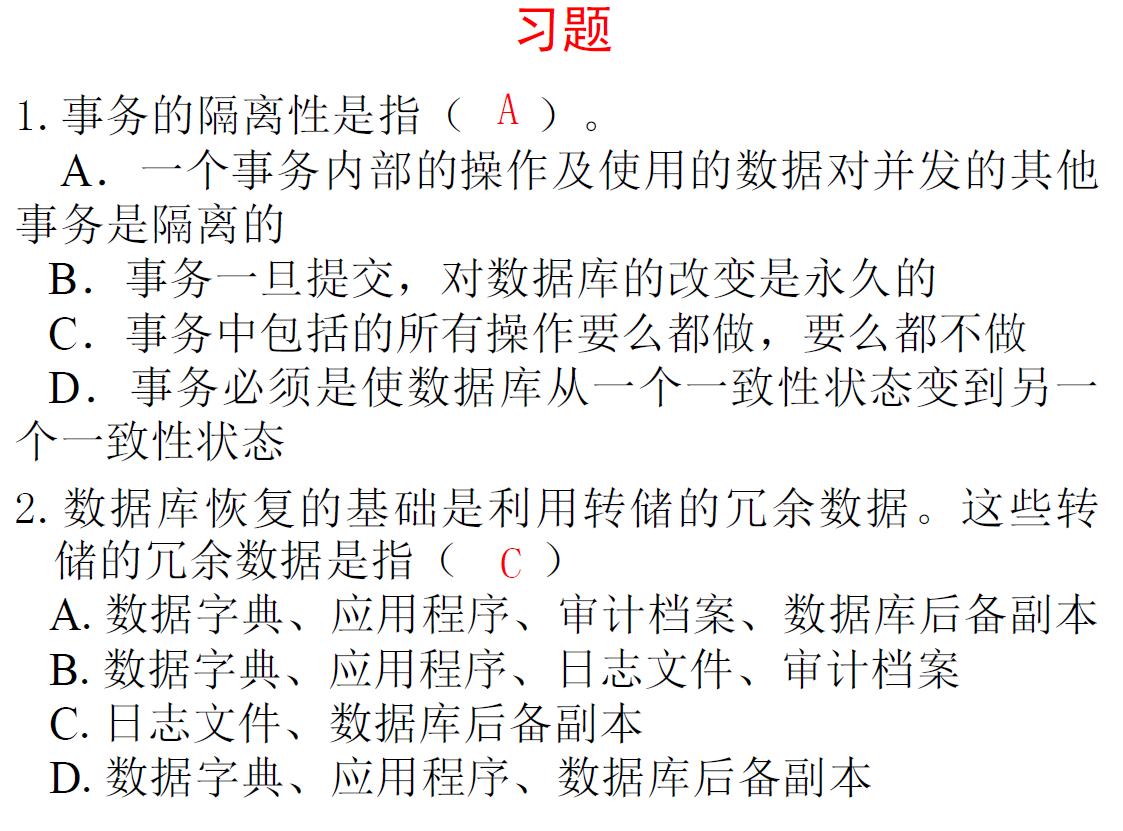 习题
1. 事务的隔离性是指（ A ）。
A．一个事务内部的操作及使用的数据对并发的其他
事务是隔离的
B．事务一旦提交，对数据库的改变是永久的
C．事务中包括的所有操作要么都做，要么都不做
D．事务必须是使数据库从一个一致性状态变到另一
个一致性状态
2. 数据库恢复的基础是利用转储的冗余数据。这些转
储的冗余数据是指（ C ）
A. 数据字典、应用程序、审计档案、数据库后备副本
B. 数据字典、应用程序、日志文件、审计档案
C. 日志文件、数据库后备副本
D. 数据字典、应用程序、数据库后备副本